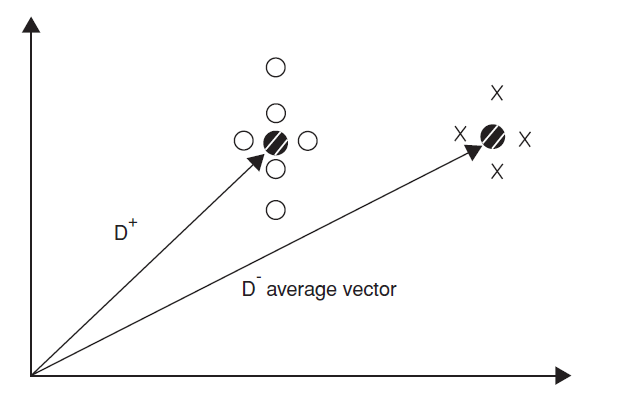 X
X X
X
D+
D- average vector